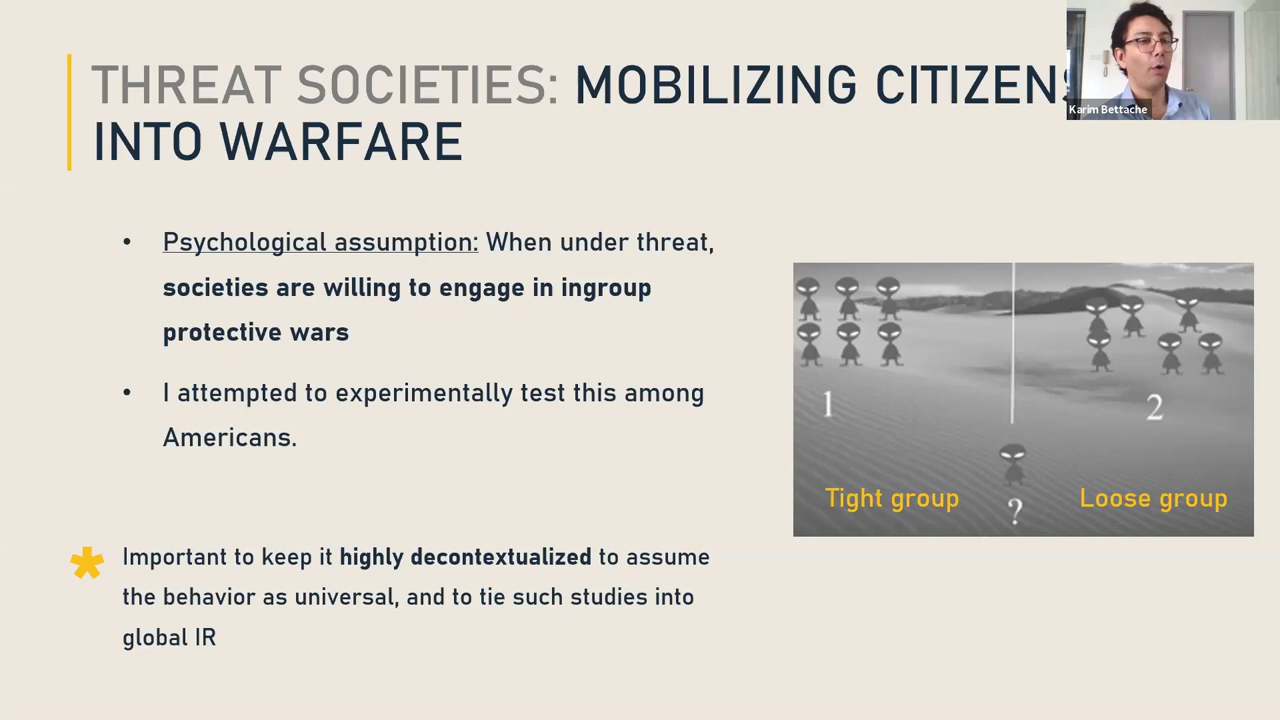 THREAT SOCIETIES: MOBILIZING CITIZENS
INTO WARFARE
Karim Bettache
• Psychological assumption: When under threat,
societies are willing to engage in ingroup
protective wars
• I attempted to experimentally test this among
Americans.
1
2
Tight group
?
Loose group
* Important to keep it highly decontextualized to assume
the behavior as universal, and to tie such studies into
global IR